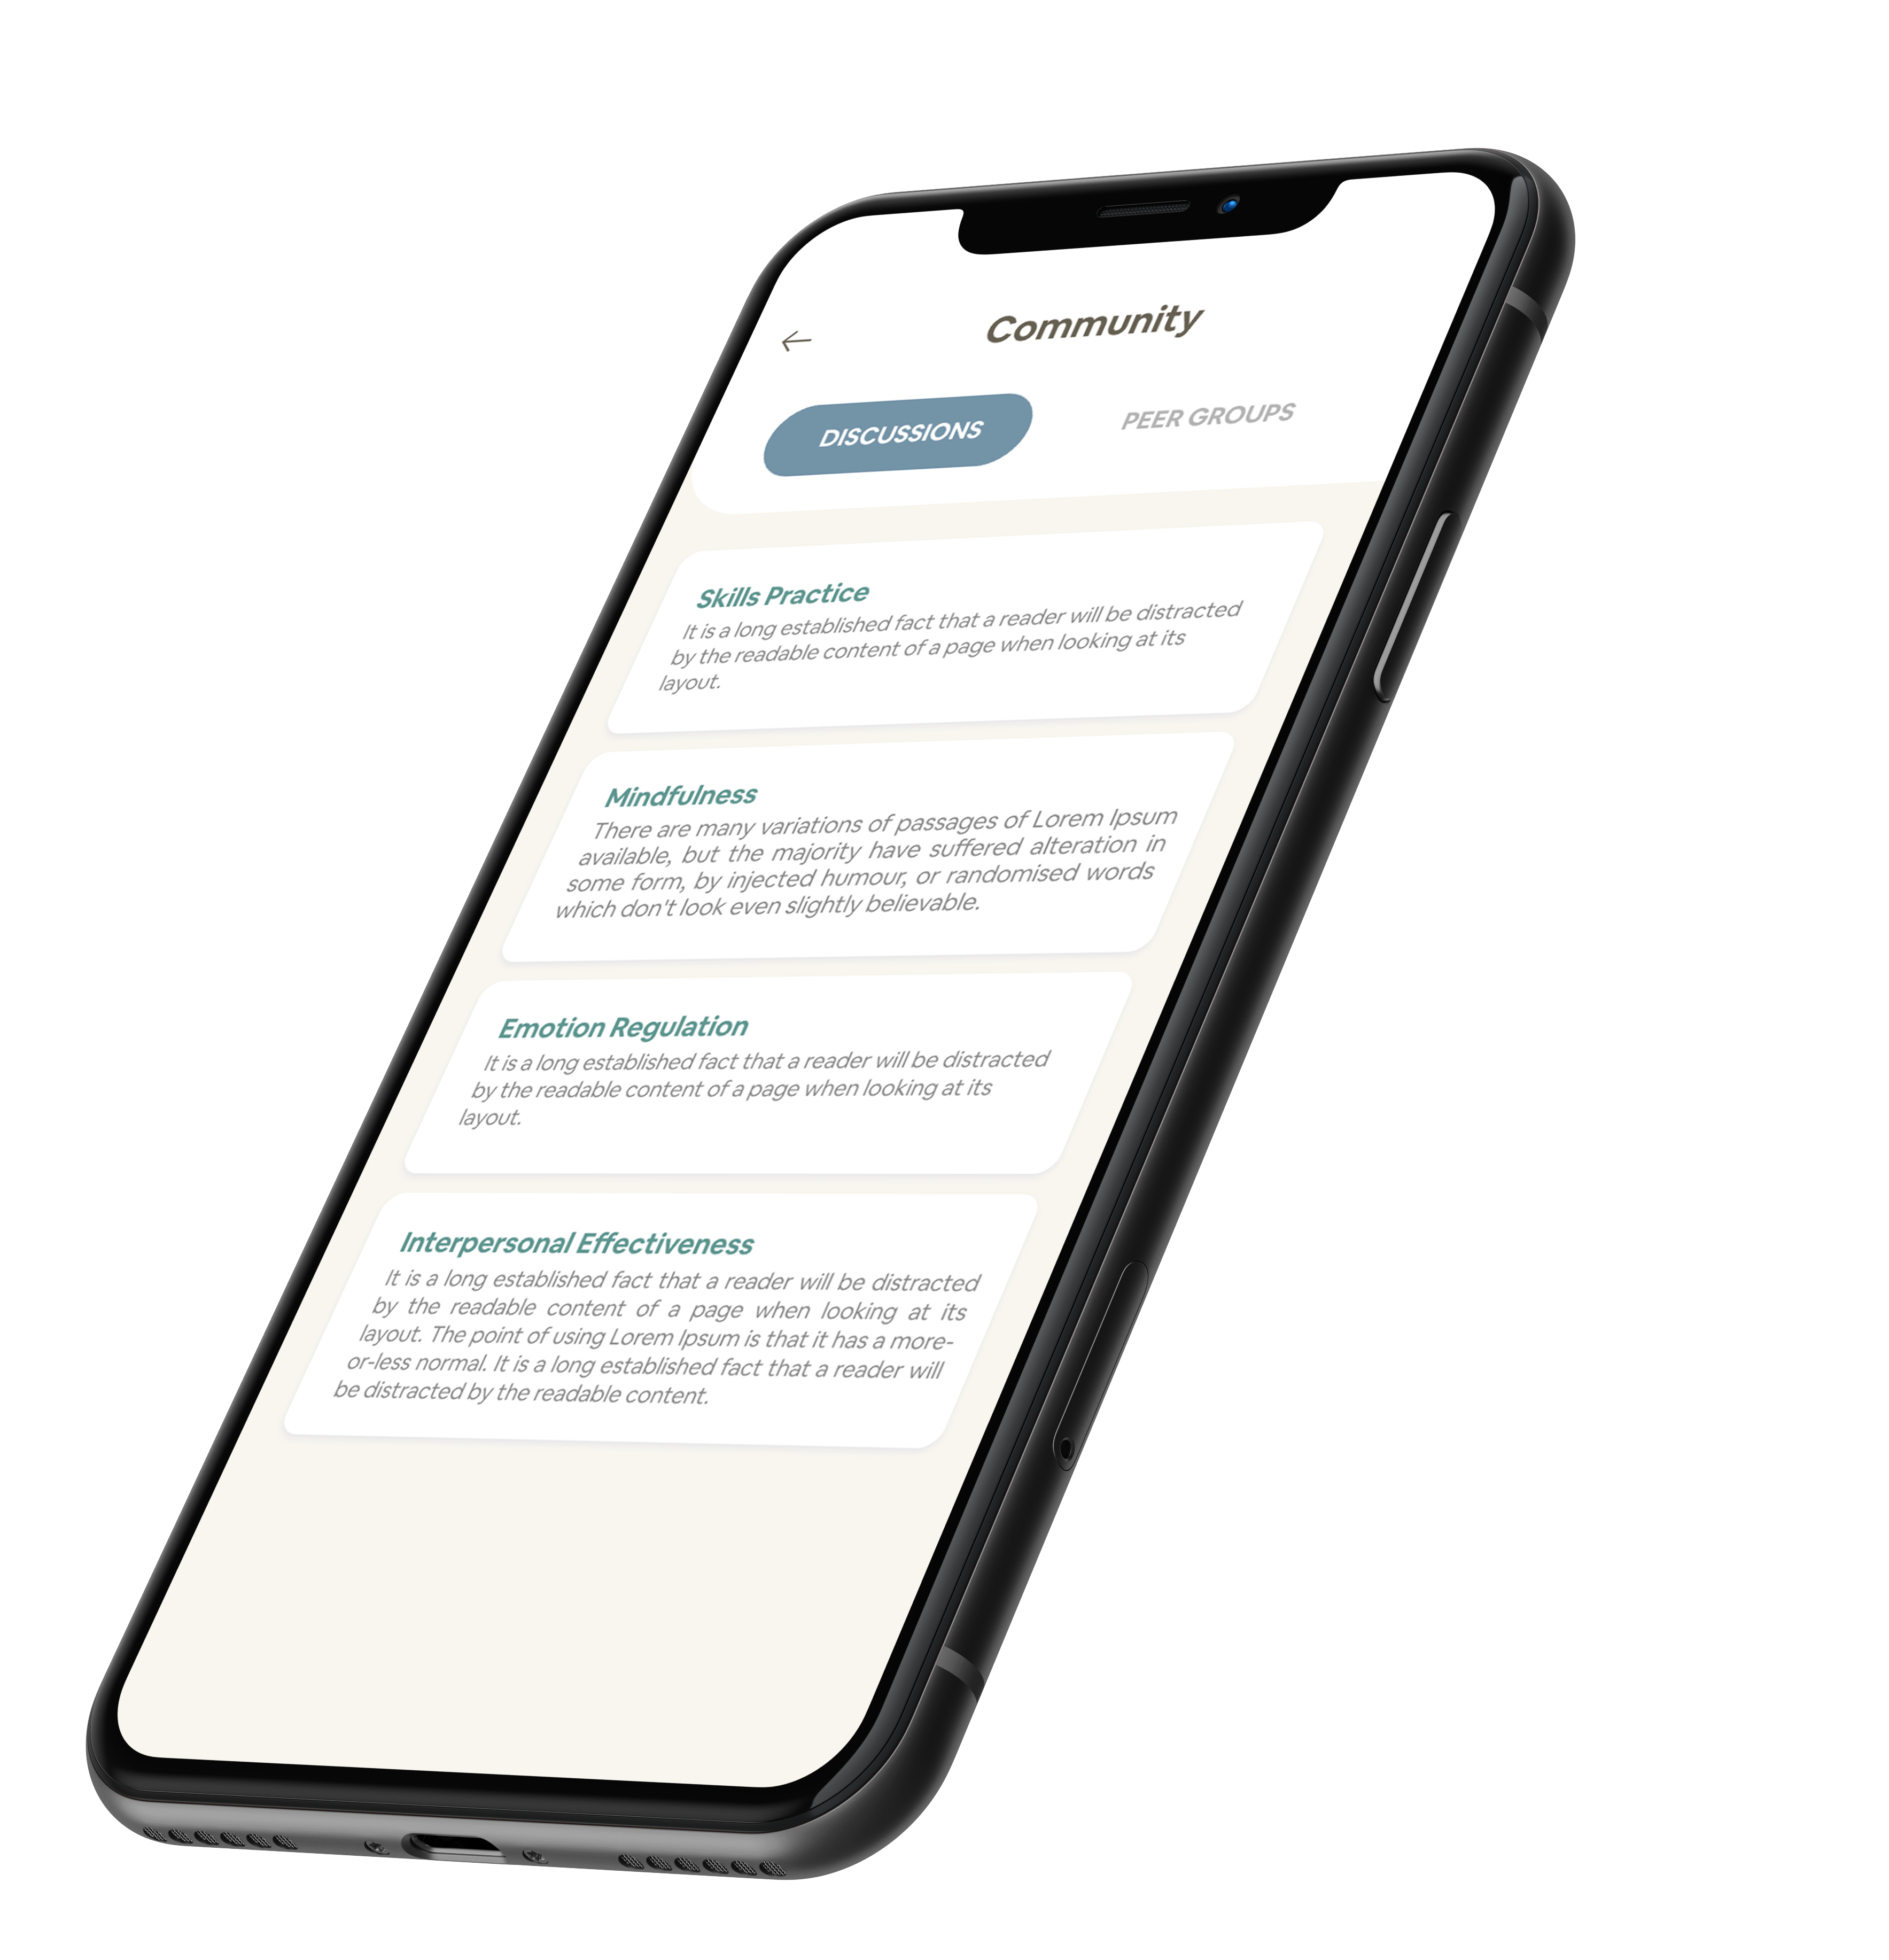 Community
DISCUSSIONS
PEER GROUPS
Skills Practice
It is a long established fact that a reader will be distracted
by the readable content of a page when looking at its
layout.
Mindfulness
There are many variations of passages of Lorem Ipsum
available, but the majority have suffered alteration in
some form, by injected humour, or randomised words
which don't look even slightly believable.
Emotion Regulation
It is a long established fact that a reader will be distracted
by the readable content of a page when looking at its
layout.
Interpersonal Effectiveness
It is a long established fact that a reader will be distracted
by the readable content of a page when looking at its
layout. The point of using Lorem Ipsum is that it has a more-
or-less normal. It is a long established fact that a reader will
be distracted by the readable content.